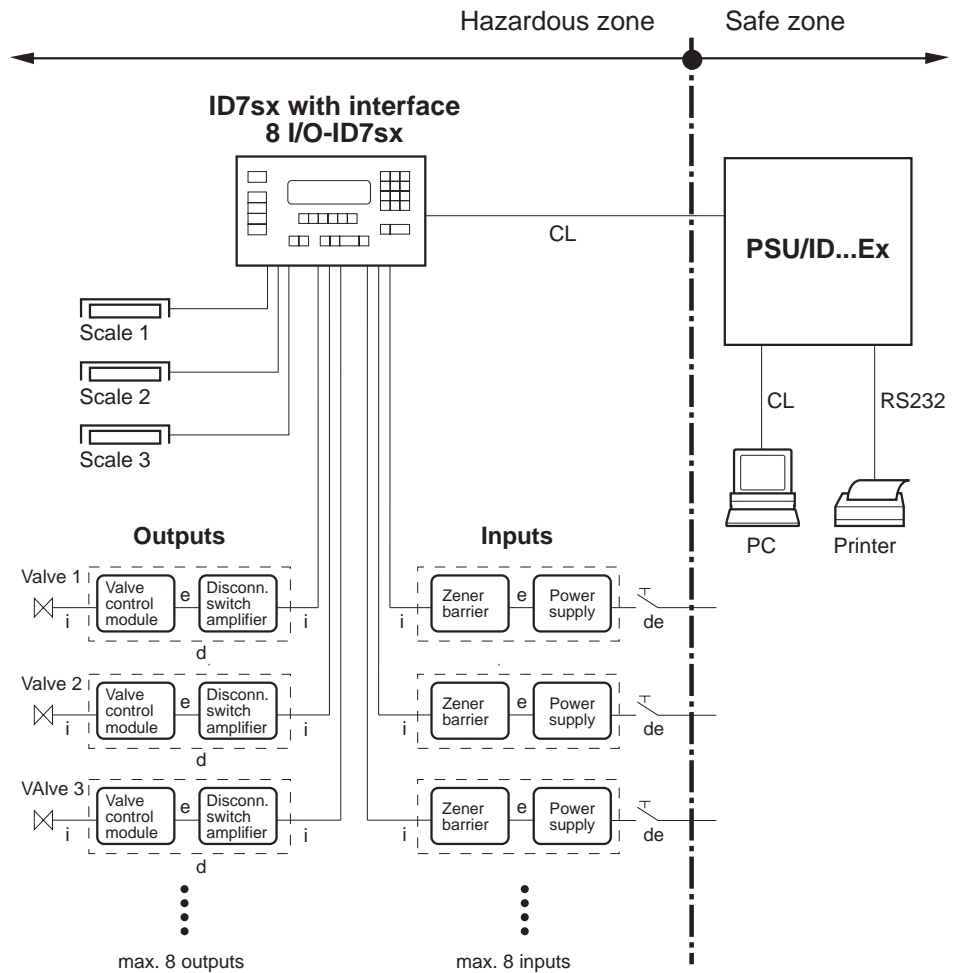 Hazardous zone
Safe zone
ID7sx with interface
8 I/O-ID7sx
CL
PSU/ID...Ex
Scale 1
Scale 2
Scale 3
CL
RS232
PC
Printer
Outputs
Inputs
Valve 1
i
Valve
control
module
e
Disconn.
switch
amplifier
i
d
i
Zener
barrier
e
Power
supply
de
Valve 2
i
Valve
control
module
e
Disconn.
switch
amplifier
i
d
i
Zener
barrier
e
Power
supply
de
VAlve 3
i
Valve
control
module
e
Disconn.
switch
amplifier
i
d
i
Zener
barrier
e
Power
supply
de
max. 8 outputs
max. 8 inputs